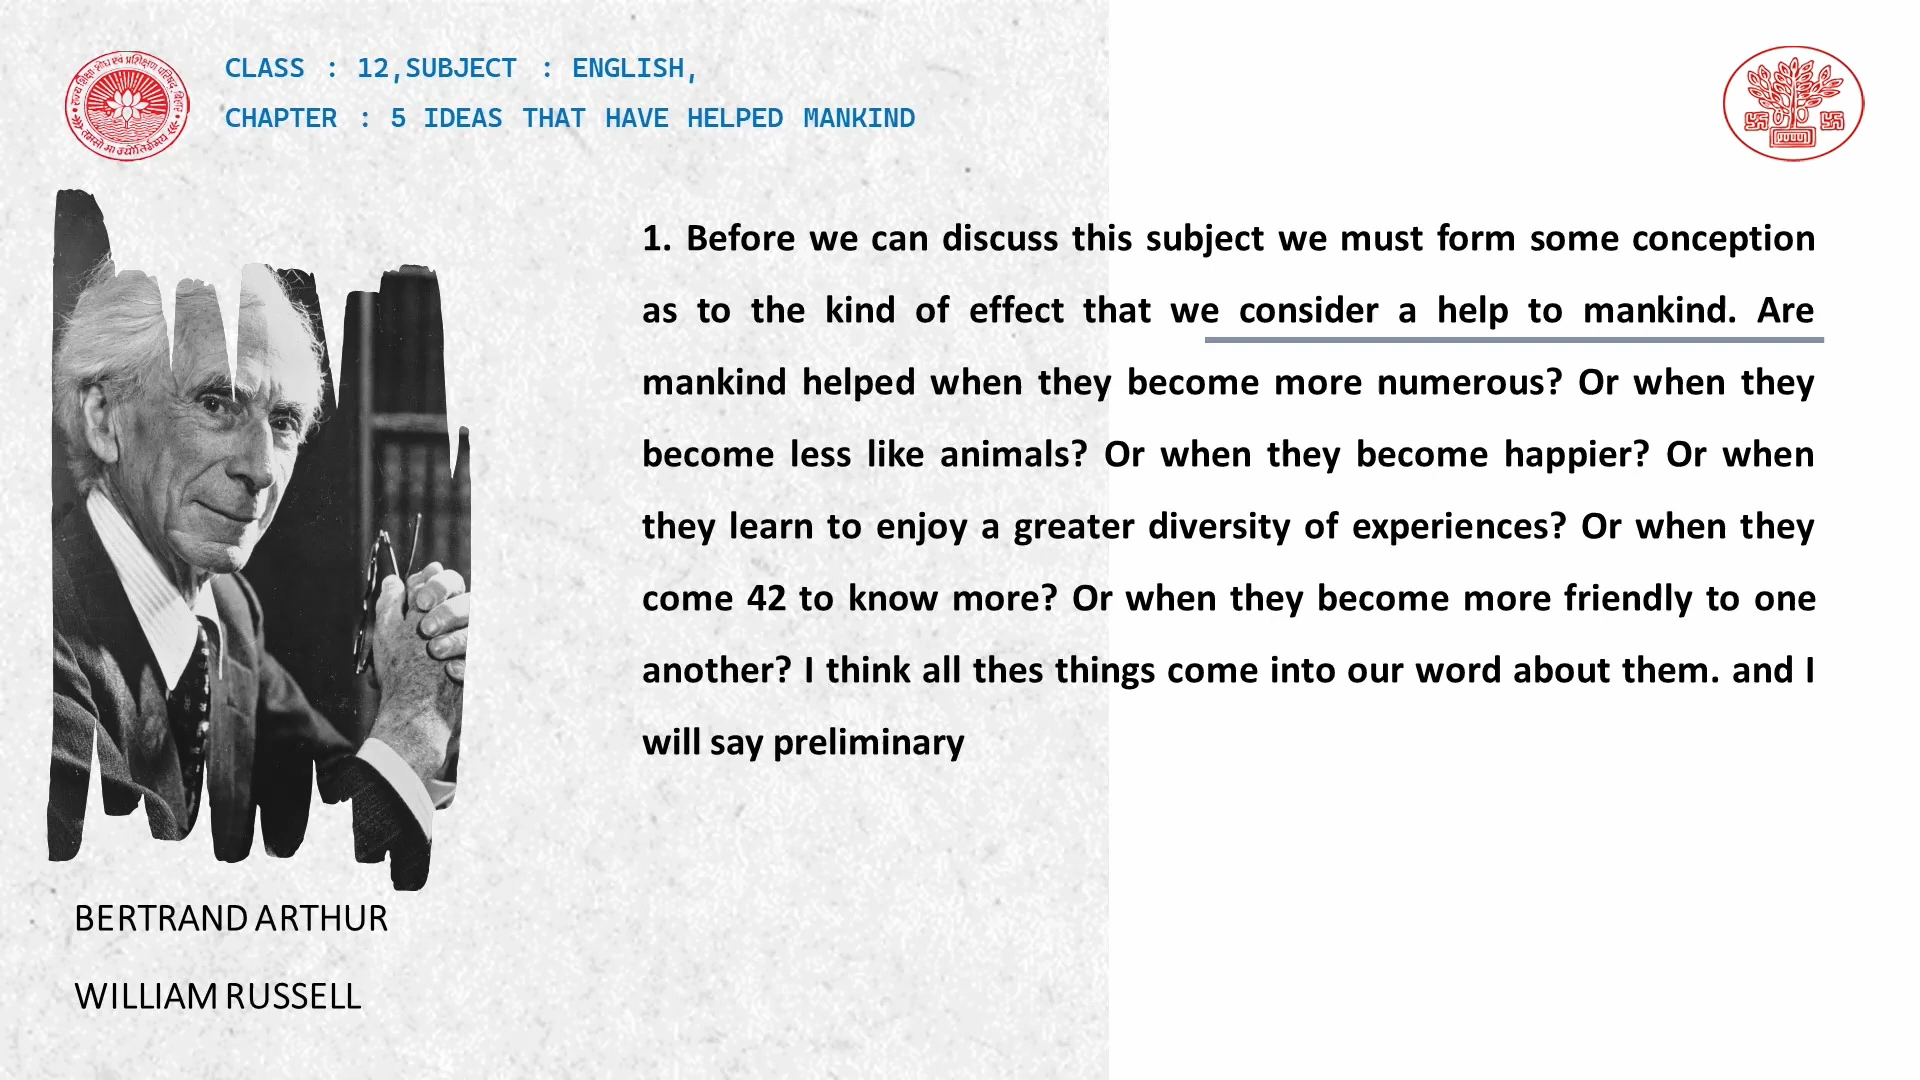 CLASS : 12,SUBJECT : ENGLISH,
CHAPTER : 5 IDEAS THAT HAVE HELPED MANKIND
1. Before we can discuss this subject we must form some conception
as to the kind of effect that we consider a help to mankind. Are
mankind helped when they become more numerous? Or when they
become less like animals? Or when they become happier? Or when
they learn to enjoy a greater diversity of experiences? Or when they
come 42 to know more? Or when they become more friendly to one
another? I think all thes things come into our word about them. and I
will say preliminary
BERTRAND ARTHUR
WILLIAM RUSSELL